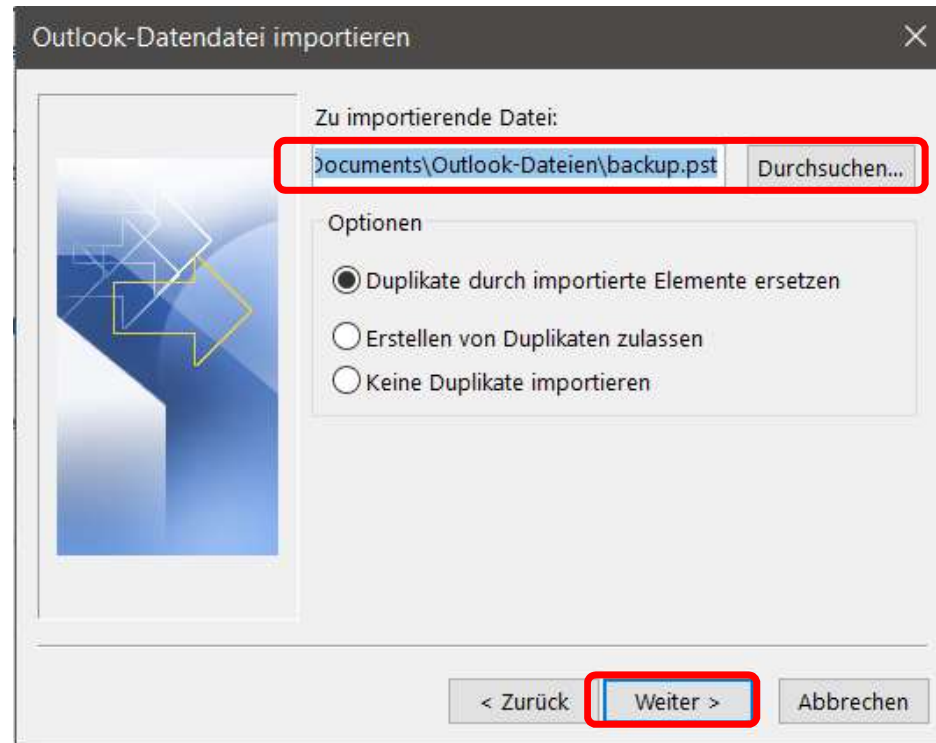 Outlook-Datendatei importieren
Zu importierende Datei:
Documents\Outlook-Dateien\backup.pst Durchsuchen...
Optionen
Duplikate durch importierte Elemente ersetzen
Erstellen von Duplikaten zulassen
Keine Duplikate importieren
< Zurück Weiter > Abbrechen